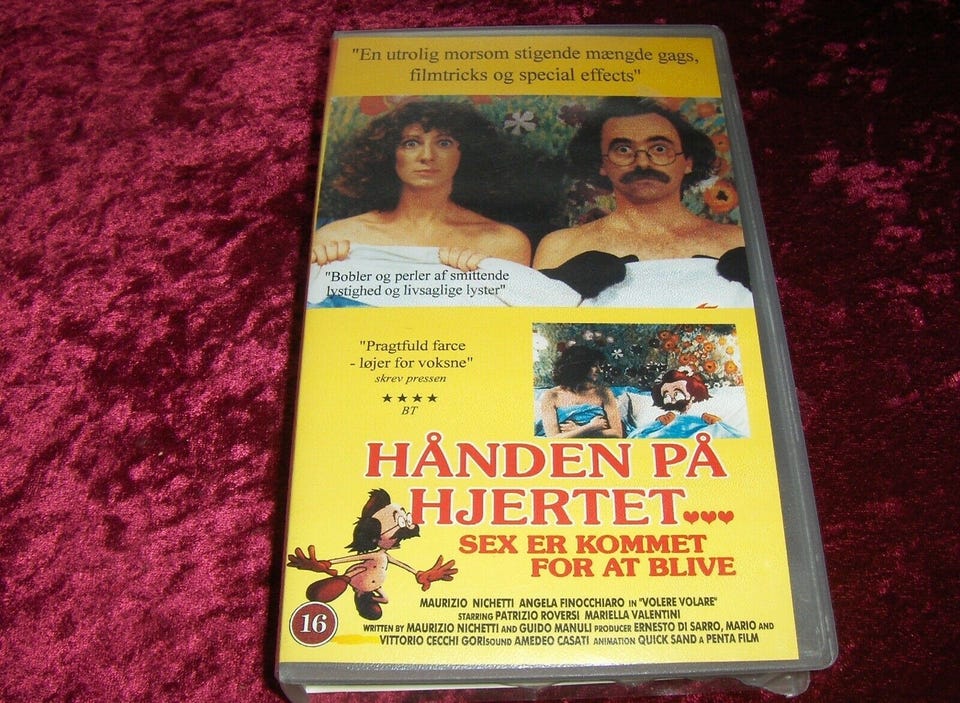 "En utrolig morsom stigende mængde gags,
filmtricks og special effects"
"Bobler og perler af smittende
lystighed og livsaglige lyster"
"Pragtfuld farce
- løjer for voksne"
skrev pressen
★★★★
BT
HÅNDEN PÅ
HJERTET...
SEX ER KOMMET
FOR AT BLIVE
MAURIZIO NICHETTI ANGELA FINOCCHIARO IN "VOLERE VOLARE"
STARRING PATRIZIO ROVERSI MARIELLA VALENTINI
WRITTEN BY MAURIZIO NICHETTI AND GUIDO MANULI PRODUCER ERNESTO DI SARRO, MARIO AND
VITTORIO CECCHI GORI SOUND AMEDEO CASATI ANIMATION QUICK SAND A PENTA FILM
16